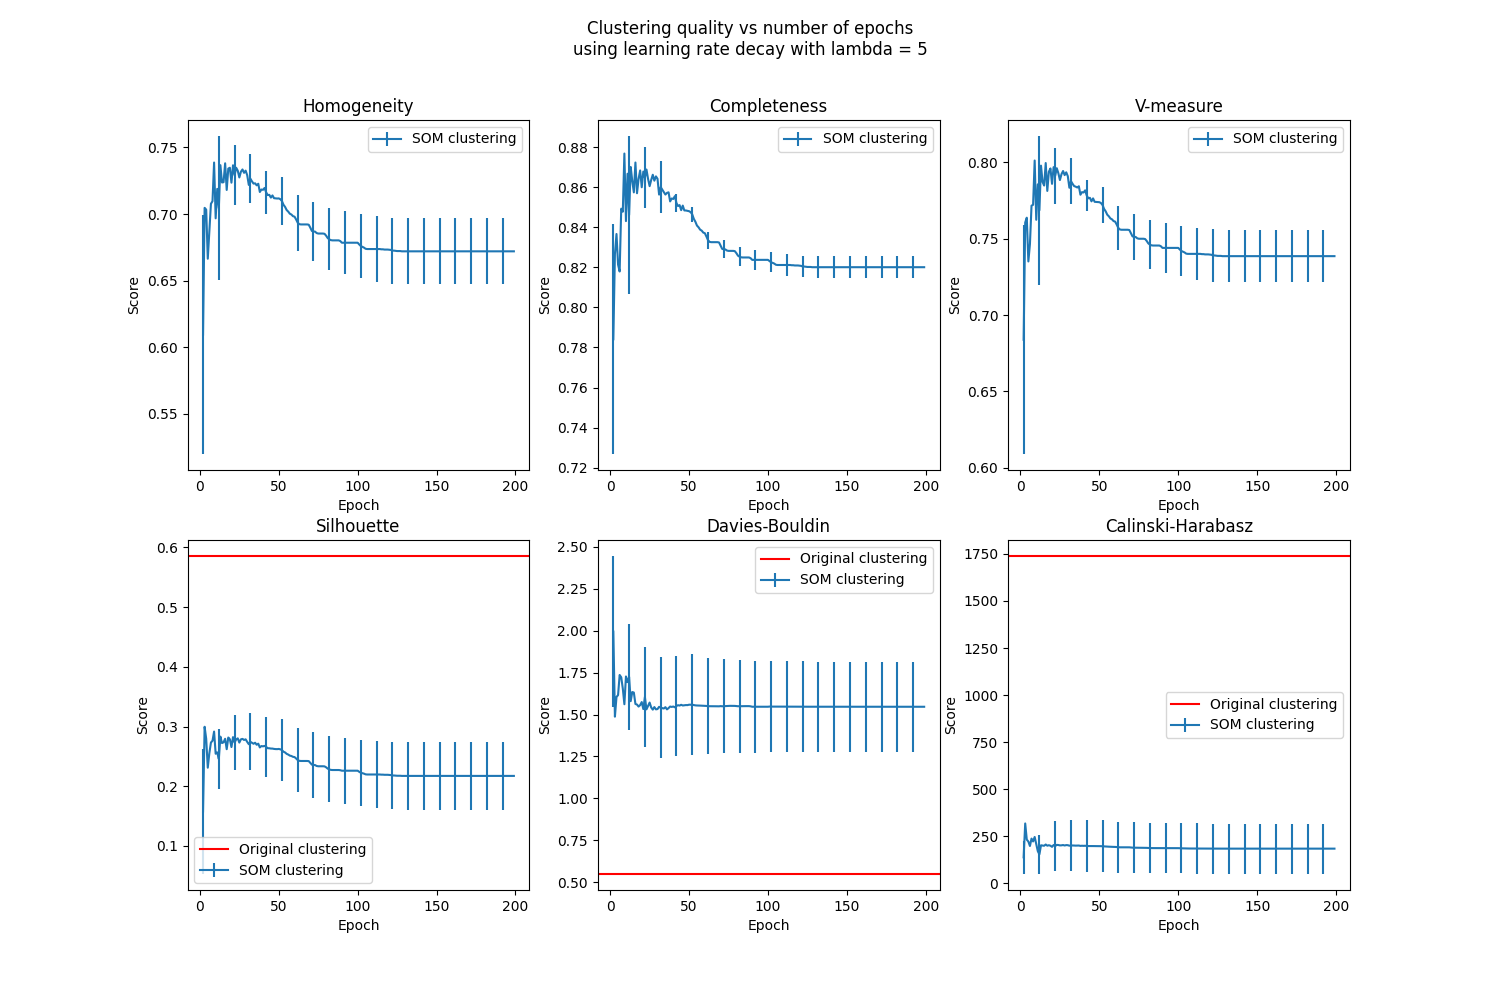 Clustering quality vs number of epochs
using learning rate decay with lambda = 5
Homogeneity
SOM clustering
0.75
0.70
0.65
0.60
0.55
Score
0
50
100
150
200
Epoch
Completeness
SOM clustering
0.88
0.86
0.84
0.82
0.80
0.78
0.76
0.74
0.72
Score
0
50
100
150
200
Epoch
V-measure
SOM clustering
0.80
0.75
0.70
0.65
0.60
Score
0
50
100
150
200
Epoch
Silhouette
0.6
0.5
0.4
0.3
0.2
0.1
Score
Original clustering
SOM clustering
0
50
100
150
200
Epoch
Davies-Bouldin
Original clustering
SOM clustering
2.50
2.25
2.00
1.75
1.50
1.25
1.00
0.75
0.50
Score
0
50
100
150
200
Epoch
Calinski-Harabasz
1750
1500
1250
1000
750
500
250
0
Score
Original clustering
SOM clustering
0
50
100
150
200
Epoch